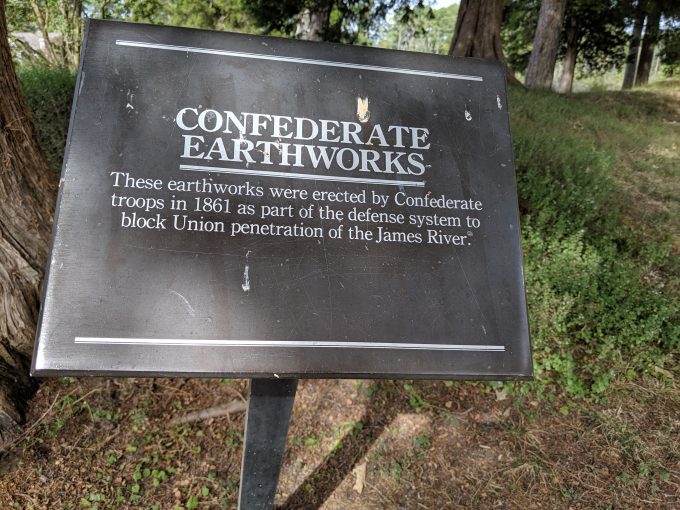 CONFEDERATE
EARTHWORKS
These earthworks were erected by Confederate
troops in 1861 as part of the defense system to
block Union penetration of the James River.